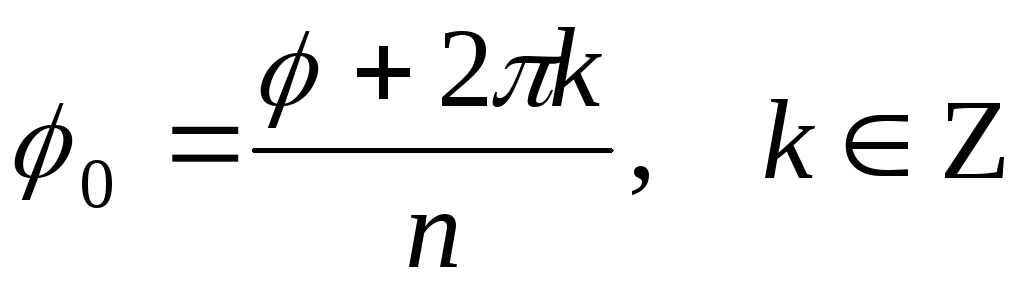 ϕ₀ = (ϕ + 2πk)/n, k ∈ Z